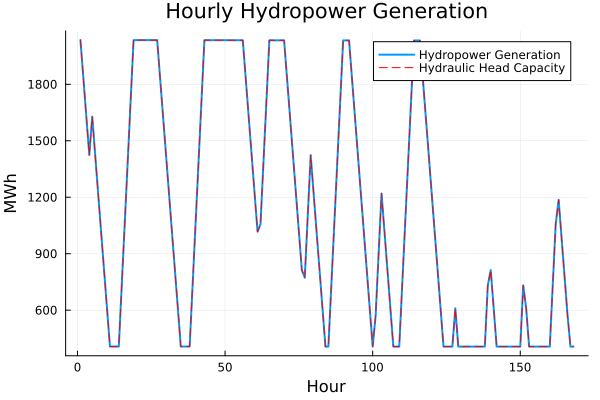 Hourly Hydropower Generation
Hydropower Generation
Hydraulic Head Capacity
MWh
1800
1500
1200
900
600
0 50 100 150
Hour